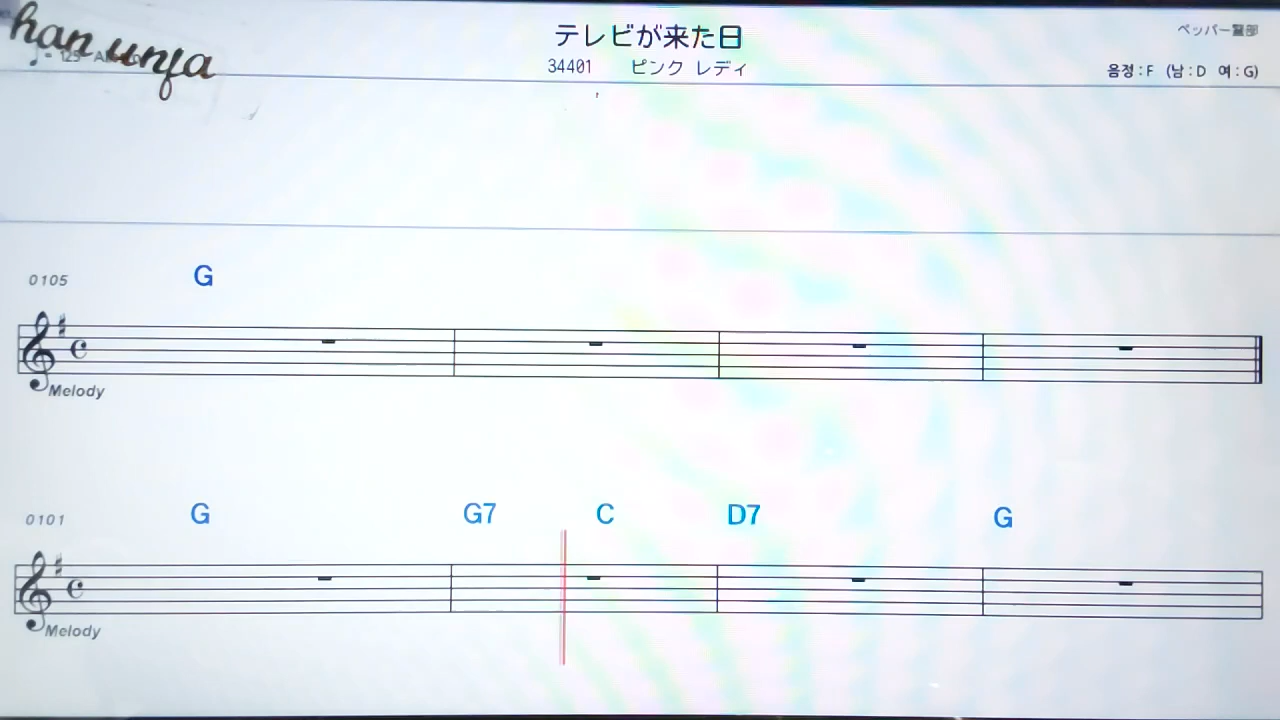 han unja
テレビが来た日
ペッパー警部
34401 ピンク レディ
음정 : F (남 : D 여 : G)
0105
G
Melody
0101
G G7 C D7 G
Melody